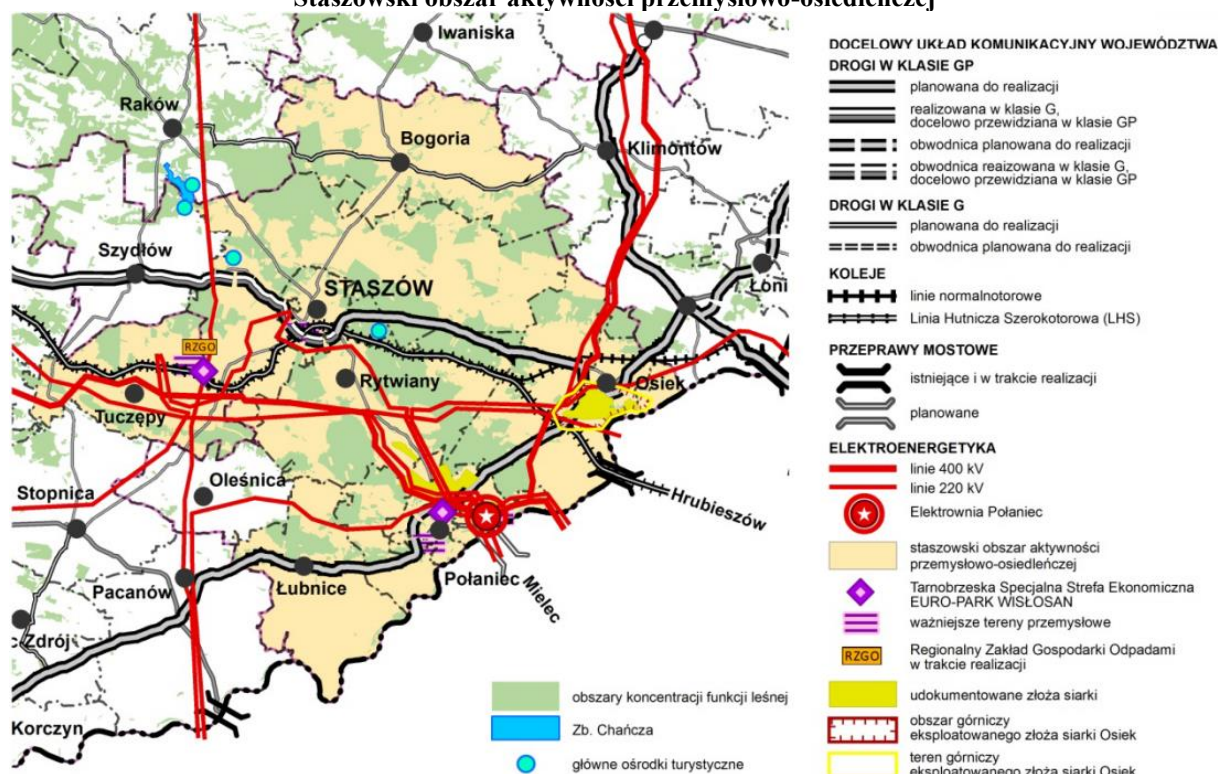 Staszowski obszar aktywności przemysłowo-osiedleńczej
Iwaniska
Raków
Bogoria
Klimontów
Szydłów
Łoni
STASZÓW
RZGO
Rytwiany
Osiek
Tuczępy
Oleśnica
Stopnica
Hrubieszów
Połaniec
Mielec
Łubnice
Pacanów
c-Zdrój
Korczyn
DOCELOWY UKŁAD KOMUNIKACYJNY WOJEWÓDZTWA
DROGI W KLASIE GP
planowana do realizacji
realizowana w klasie G,
docelowo przewidziana w klasie GP
obwodnica planowana do realizacji
obwodnica reaizowana w klasie G,
docelowo przewidziana w klasie GP
DROGI W KLASIE G
planowana do realizacji
obwodnica planowana do realizacji
KOLEJE
linie normalnotorowe
Linia Hutnicza Szerokotorowa (LHS)
PRZEPRAWY MOSTOWE
istniejące i w trakcie realizacji
planowane
ELEKTROENERGETYKA
linie 400 kV
linie 220 kV
Elektrownia Połaniec
staszowski obszar aktywności
przemysłowo-osiedleńczej
Tarnobrzeska Specjalna Strefa Ekonomiczna
EURO-PARK WISŁOSAN
ważniejsze tereny przemysłowe
RZGO
Regionalny Zakład Gospodarki Odpadami
w trakcie realizacji
udokumentowane złoża siarki
obszar górniczy
eksploatowanego złoża siarki Osiek
teren górniczy
eksploatowanego złoża siarki Osiek
obszary koncentracji funkcji leśnej
Zb. Chańcza
główne ośrodki turystyczne